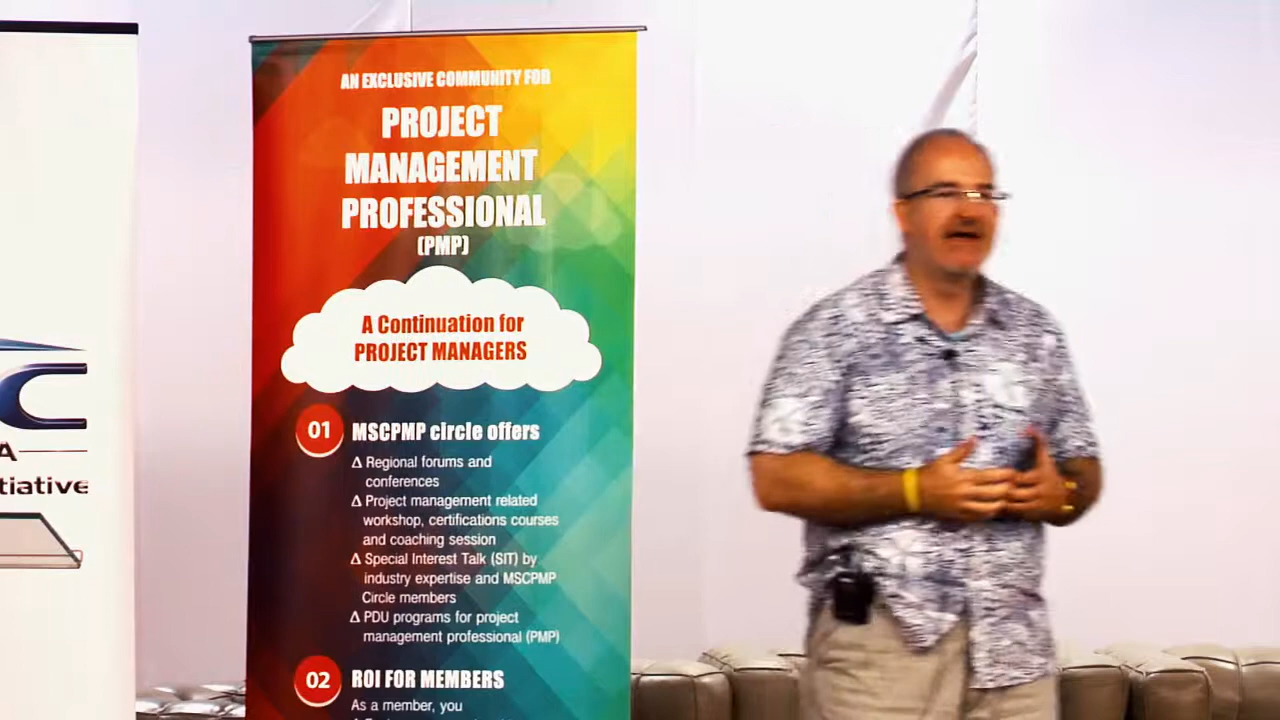 C
A
tiative
AN EXCLUSIVE COMMUNITY FOR
PROJECT
MANAGEMENT
PROFESSIONAL
(PMP)
A Continuation for
PROJECT MANAGERS
01 MSCPMP circle offers
Δ Regional forums and
conferences
Δ Project management related
workshop, certifications courses
and coaching session
Δ Special Interest Talk (SIT) by
industry expertise and MSCPMP
Circle members
Δ PDU programs for project
management professional (PMP)
02 ROI FOR MEMBERS
As a member, you